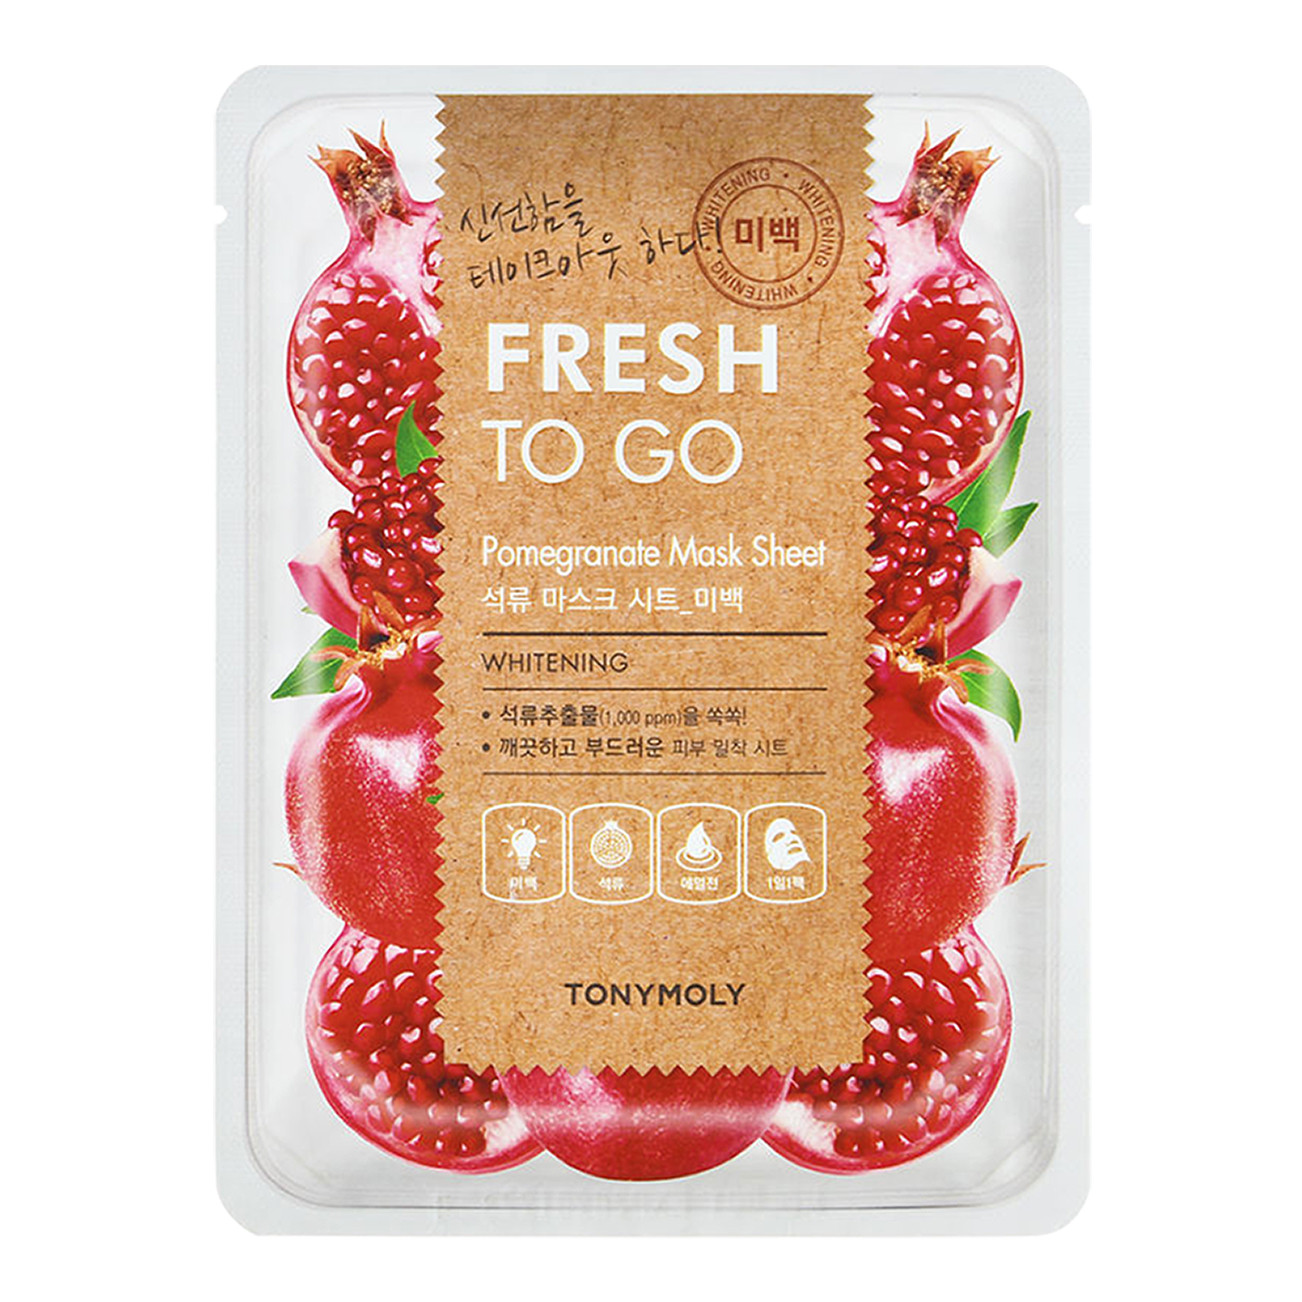 신선함을
테이크아웃 하다!
WHITENING • WHITENING • WHITENING •
미백
FRESH
TO GO
Pomegranate Mask Sheet
석류 마스크 시트_미백
WHITENING
• 석류추출물(1,000 ppm)을 쏙쏙!
• 깨끗하고 부드러운 피부 밀착 시트
미백
석류
에멀전
1일1팩
TONYMOLY